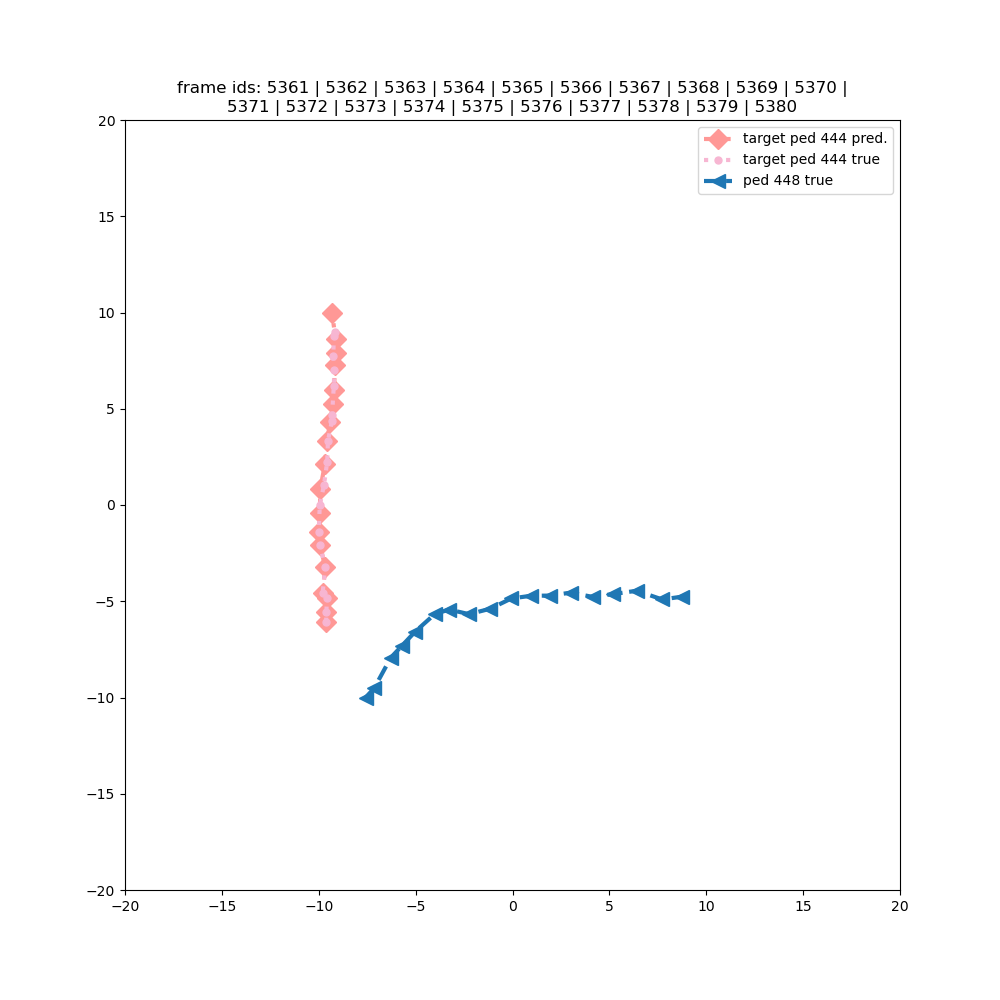 frame ids: 5361 | 5362 | 5363 | 5364 | 5365 | 5366 | 5367 | 5368 | 5369 | 5370 |
5371 | 5372 | 5373 | 5374 | 5375 | 5376 | 5377 | 5378 | 5379 | 5380
target ped 444 pred.
target ped 444 true
ped 448 true
20
15
10
5
0
−5
−10
−15
−20
−20 −15 −10 −5 0 5 10 15 20